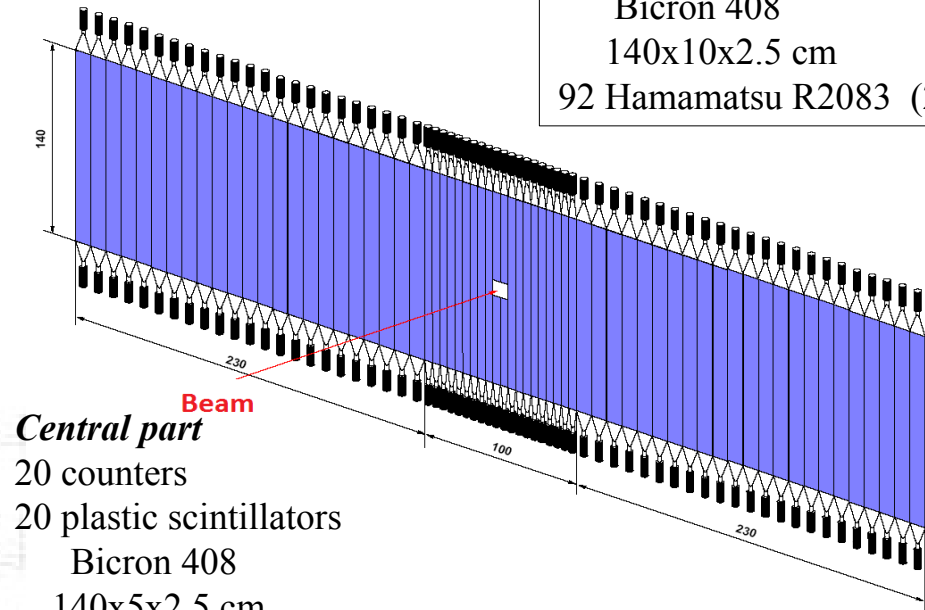 Bicron 408
140x10x2.5 cm
92 Hamamatsu R2083 (
140
230
Beam
100
230
Central part
20 counters
20 plastic scintillators
Bicron 408
140x5x2.5 cm